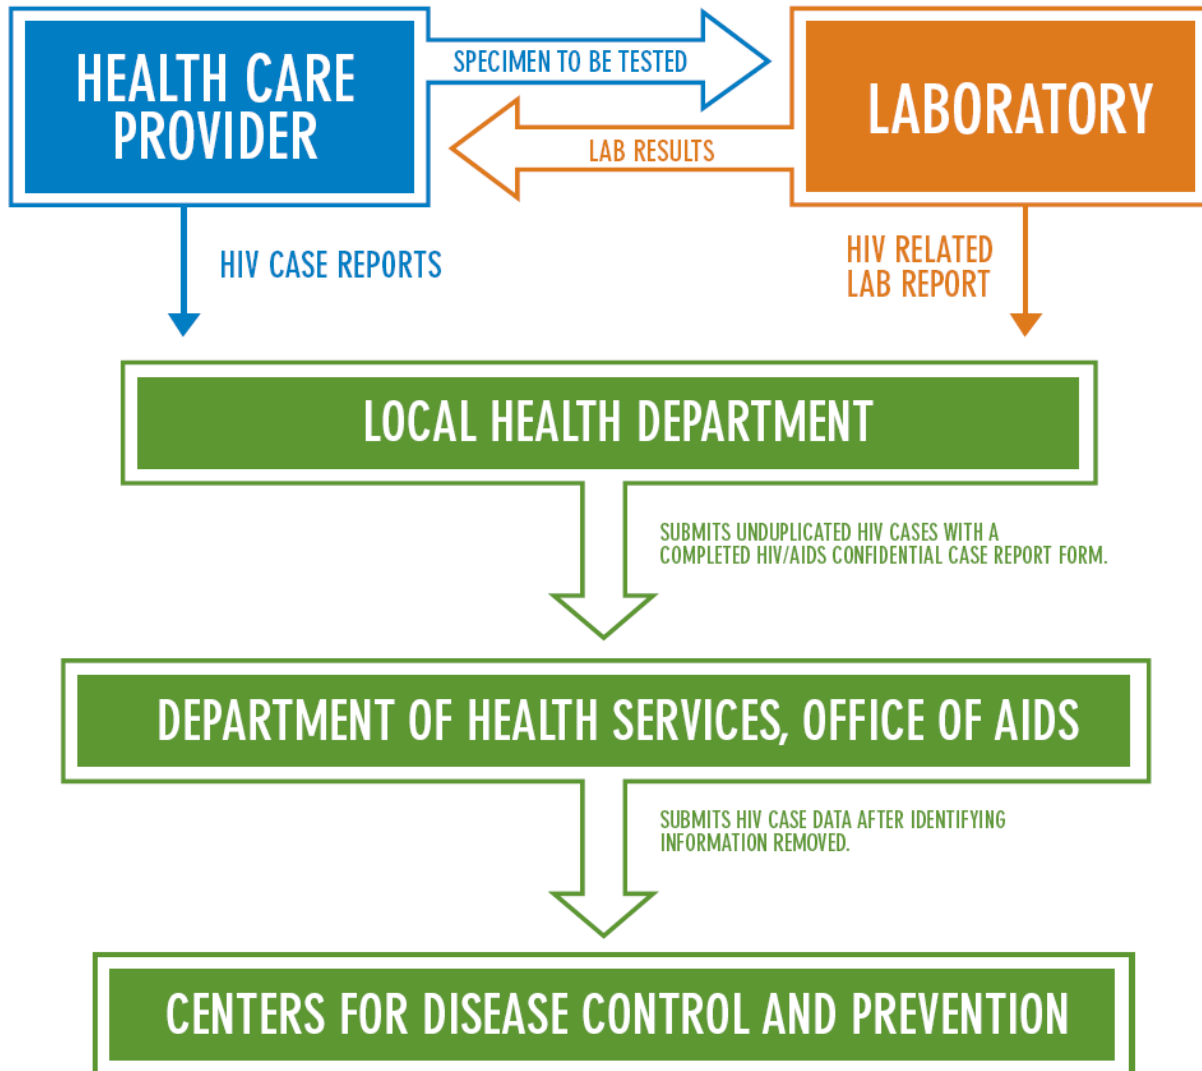 HEALTH CARE
PROVIDER
SPECIMEN TO BE TESTED
LAB RESULTS
LABORATORY
HIV CASE REPORTS
HIV RELATED
LAB REPORT
LOCAL HEALTH DEPARTMENT
SUBMITS UNDUPLICATED HIV CASES WITH A
COMPLETED HIV/AIDS CONFIDENTIAL CASE REPORT FORM.
DEPARTMENT OF HEALTH SERVICES, OFFICE OF AIDS
SUBMITS HIV CASE DATA AFTER IDENTIFYING
INFORMATION REMOVED.
CENTERS FOR DISEASE CONTROL AND PREVENTION